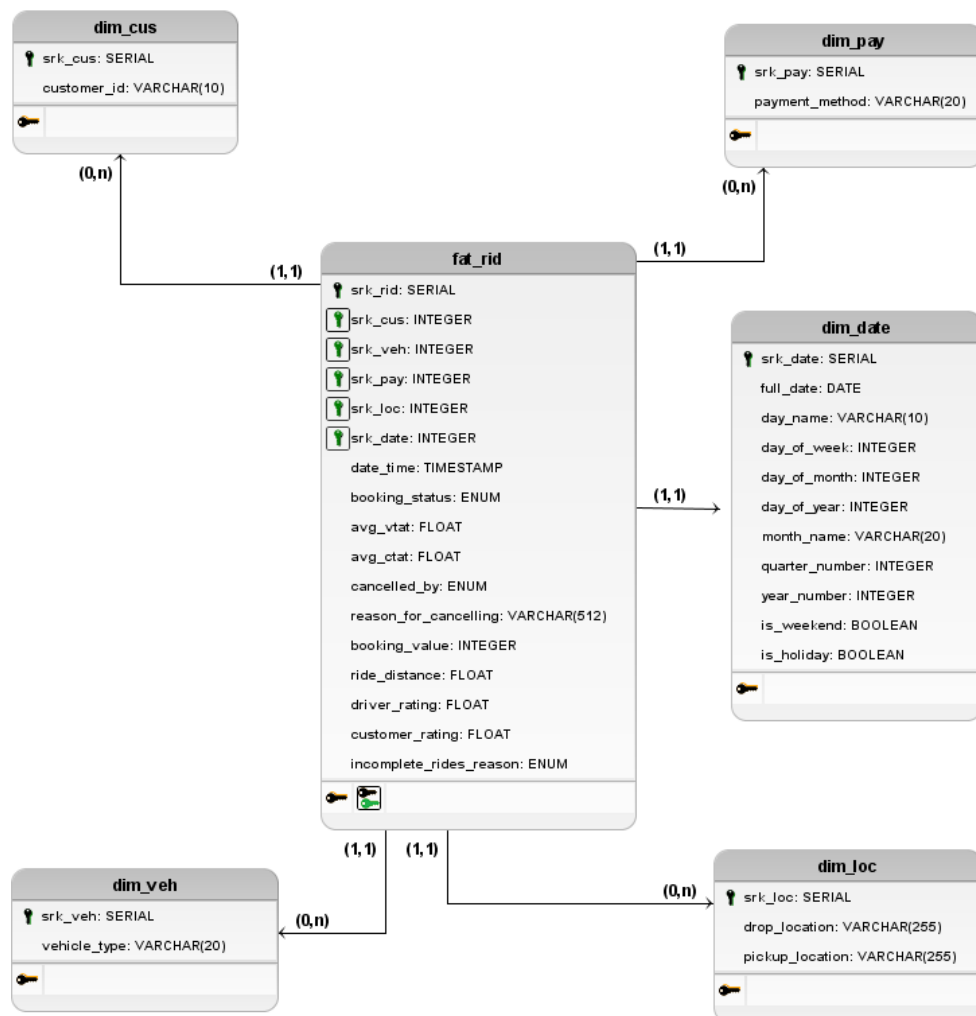 dim_cus
srk_cus: SERIAL
customer_id: VARCHAR(10)
(0,n)
(1,1)
dim_pay
srk_pay: SERIAL
payment_method: VARCHAR(20)
(0,n)
(1,1)
fat_rid
srk_rid: SERIAL
srk_cus: INTEGER
srk_veh: INTEGER
srk_pay: INTEGER
srk_loc: INTEGER
srk_date: INTEGER
date_time: TIMESTAMP
booking_status: ENUM
avg_vtat: FLOAT
avg_ctat: FLOAT
cancelled_by: ENUM
reason_for_cancelling: VARCHAR(512)
booking_value: INTEGER
ride_distance: FLOAT
driver_rating: FLOAT
customer_rating: FLOAT
incomplete_rides_reason: ENUM
(1,1)
dim_date
srk_date: SERIAL
full_date: DATE
day_name: VARCHAR(10)
day_of_week: INTEGER
day_of_month: INTEGER
day_of_year: INTEGER
month_name: VARCHAR(20)
quarter_number: INTEGER
year_number: INTEGER
is_weekend: BOOLEAN
is_holiday: BOOLEAN
(1,1)
(1,1)
(0,n)
(0,n)
dim_veh
srk_veh: SERIAL
vehicle_type: VARCHAR(20)
dim_loc
srk_loc: SERIAL
drop_location: VARCHAR(255)
pickup_location: VARCHAR(255)